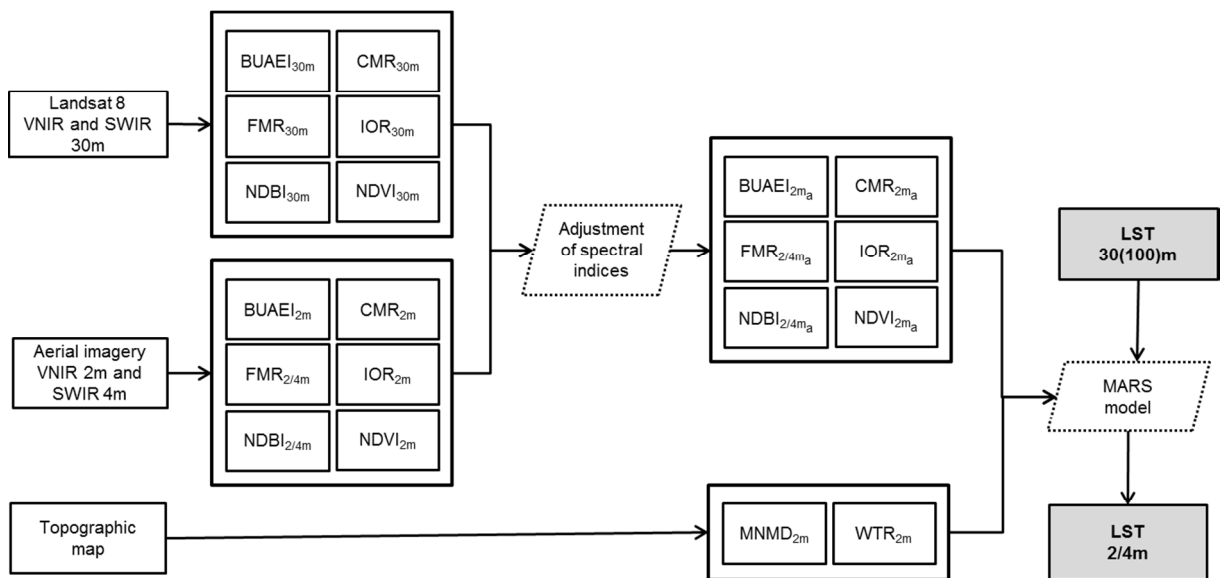 Landsat 8
VNIR and SWIR
30m
BUAEI30m
CMR30m
FMR30m
IOR30m
NDBI30m
NDVI30m
Aerial imagery
VNIR 2m and
SWIR 4m
BUAEI2m
CMR2m
FMR2/4m
IOR2m
NDBI2/4m
NDVI2m
Topographic
map
Adjustment
of spectral
indices
BUAEI2ma
CMR2ma
FMR2/4ma
IOR2ma
NDBI2/4ma
NDVI2ma
MNMD2m
WTR2m
LST
30(100)m
MARS
model
LST
2/4m